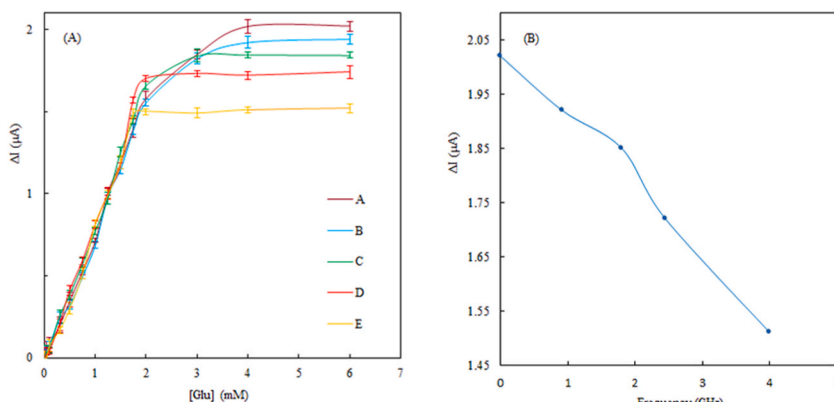 (A)
2
1
0
ΔI (µA)
0 1 2 3 4 5 6 7
[Glu] (mM)
A
B
C
D
E
(B)
2.05
1.95
1.85
1.75
1.65
1.55
1.45
ΔI (µA)
0 1 2 3 4